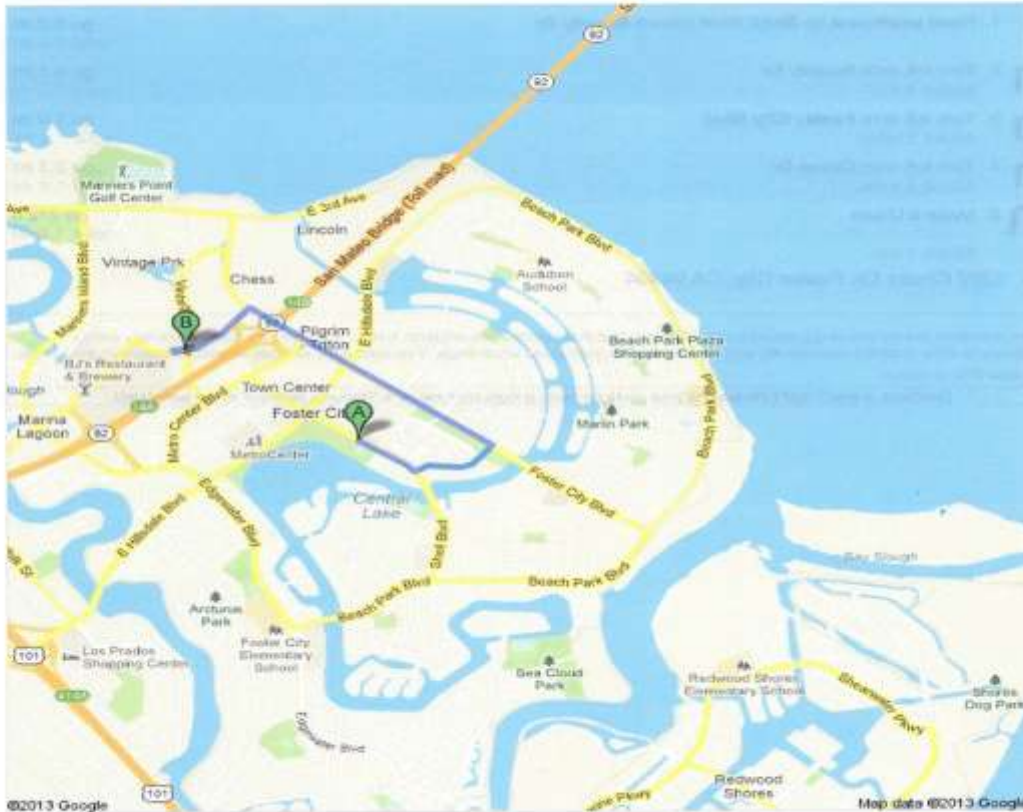 92
92
Mariners Point
Golf Center
Ave
E 3rd Ave
Lincoln
San Mateo Bridge (Toll road)
Beach Park Blvd
Mariners Island Blvd
Vintage Prk
Chess
E Hillsdale Blvd
Audubon
School
B
Pilgrim
Triton
Beach Park Plaza
Shopping Center
BJ's Restaurant
& Brewery
Town Center
Metro Center Blvd
Foster City
A
Marina
Lagoon
92
MetroCenter
Marlin Park
Beach Park Blvd
Central
Lake
Foster City Blvd
Edgewater Blvd
E Hillsdale Blvd
Shell Blvd
Bay Slough
Beach Park Blvd
Beach Park Blvd
Arcturus
Park
Foster City
Elementary
School
101
Los Prados
Shopping Center
Sea Cloud
Park
Redwood Shores
Elementary School
Shearwater Pkwy
Shores
Dog Park
Edgewater Blvd
Redwood
Shores
101
©2013 Google
Map data ©2013 Google